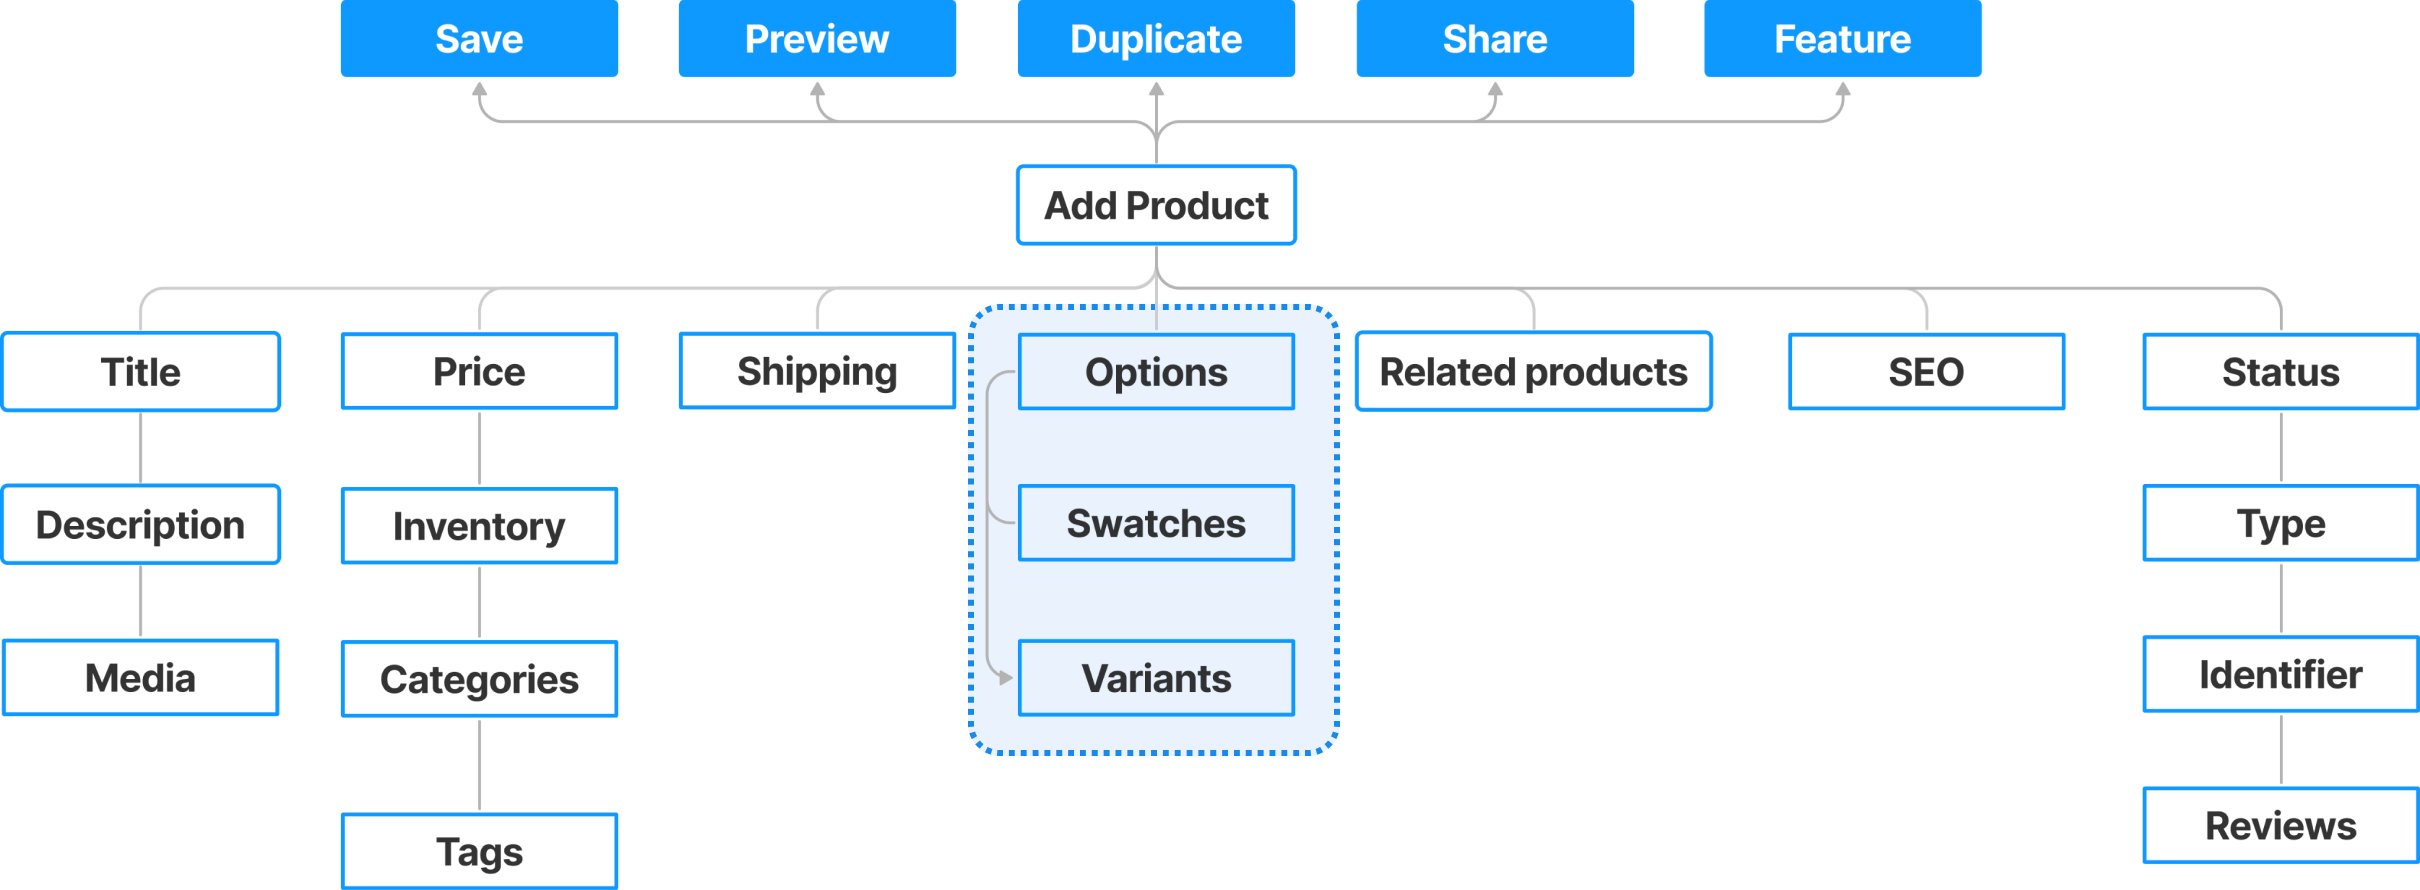 Save
Preview
Duplicate
Share
Feature
Add Product
Title
Price
Shipping
Options
Related products
SEO
Status
Description
Inventory
Swatches
Type
Media
Categories
Variants
Identifier
Tags
Reviews